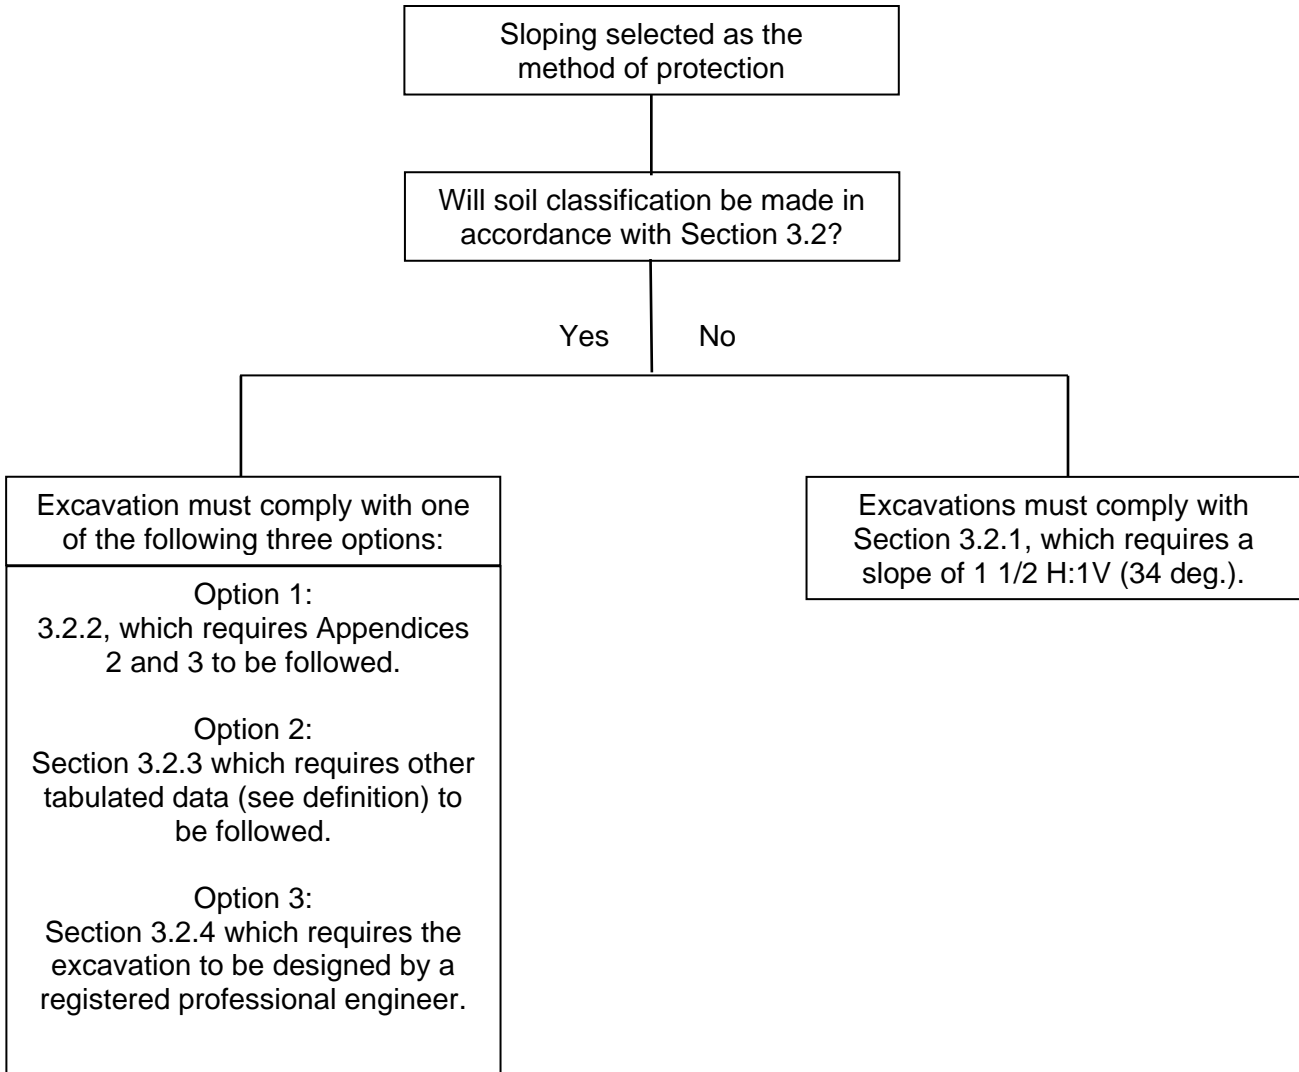 Sloping selected as the
method of protection
Will soil classification be made in
accordance with Section 3.2?
Yes
No
Excavation must comply with one
of the following three options:
Option 1:
3.2.2, which requires Appendices
2 and 3 to be followed.
Option 2:
Section 3.2.3 which requires other
tabulated data (see definition) to
be followed.
Option 3:
Section 3.2.4 which requires the
excavation to be designed by a
registered professional engineer.
Excavations must comply with
Section 3.2.1, which requires a
slope of 1 1/2 H:1V (34 deg.).